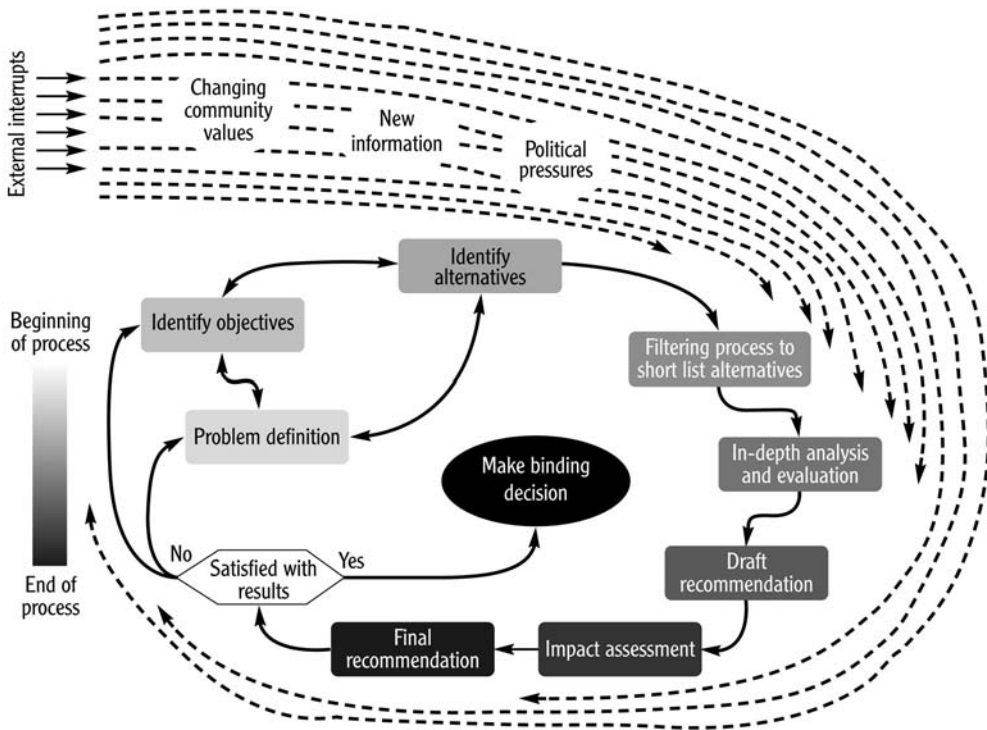 External interrupts
Changing
community
values
New
information
Political
pressures
Identify
alternatives
Identify objectives
Beginning
of process
Filtering process to
short list alternatives
Problem definition
In-depth analysis
and evaluation
Make binding
decision
No
Satisfied with
results
Yes
Draft
recommendation
End of
process
Final
recommendation
Impact assessment